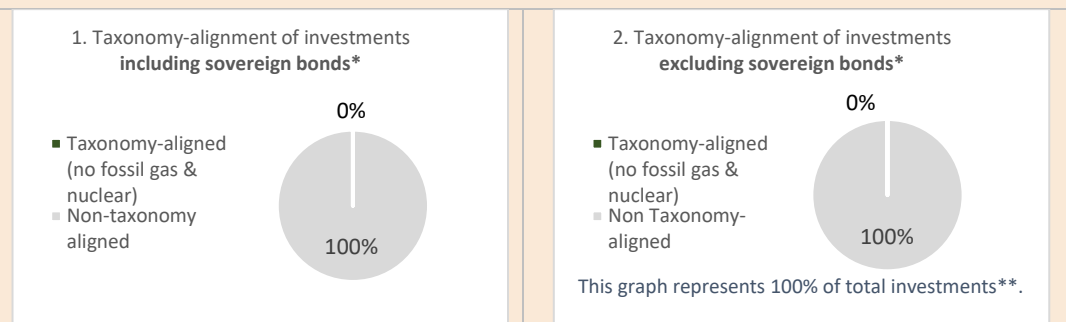 1. Taxonomy-alignment of investments
including sovereign bonds*
0%
Taxonomy-aligned
(no fossil gas &
nuclear)
Non-taxonomy
aligned
100%
2. Taxonomy-alignment of investments
excluding sovereign bonds*
0%
Taxonomy-aligned
(no fossil gas &
nuclear)
Non Taxonomy-
aligned
100%
This graph represents 100% of total investments**.